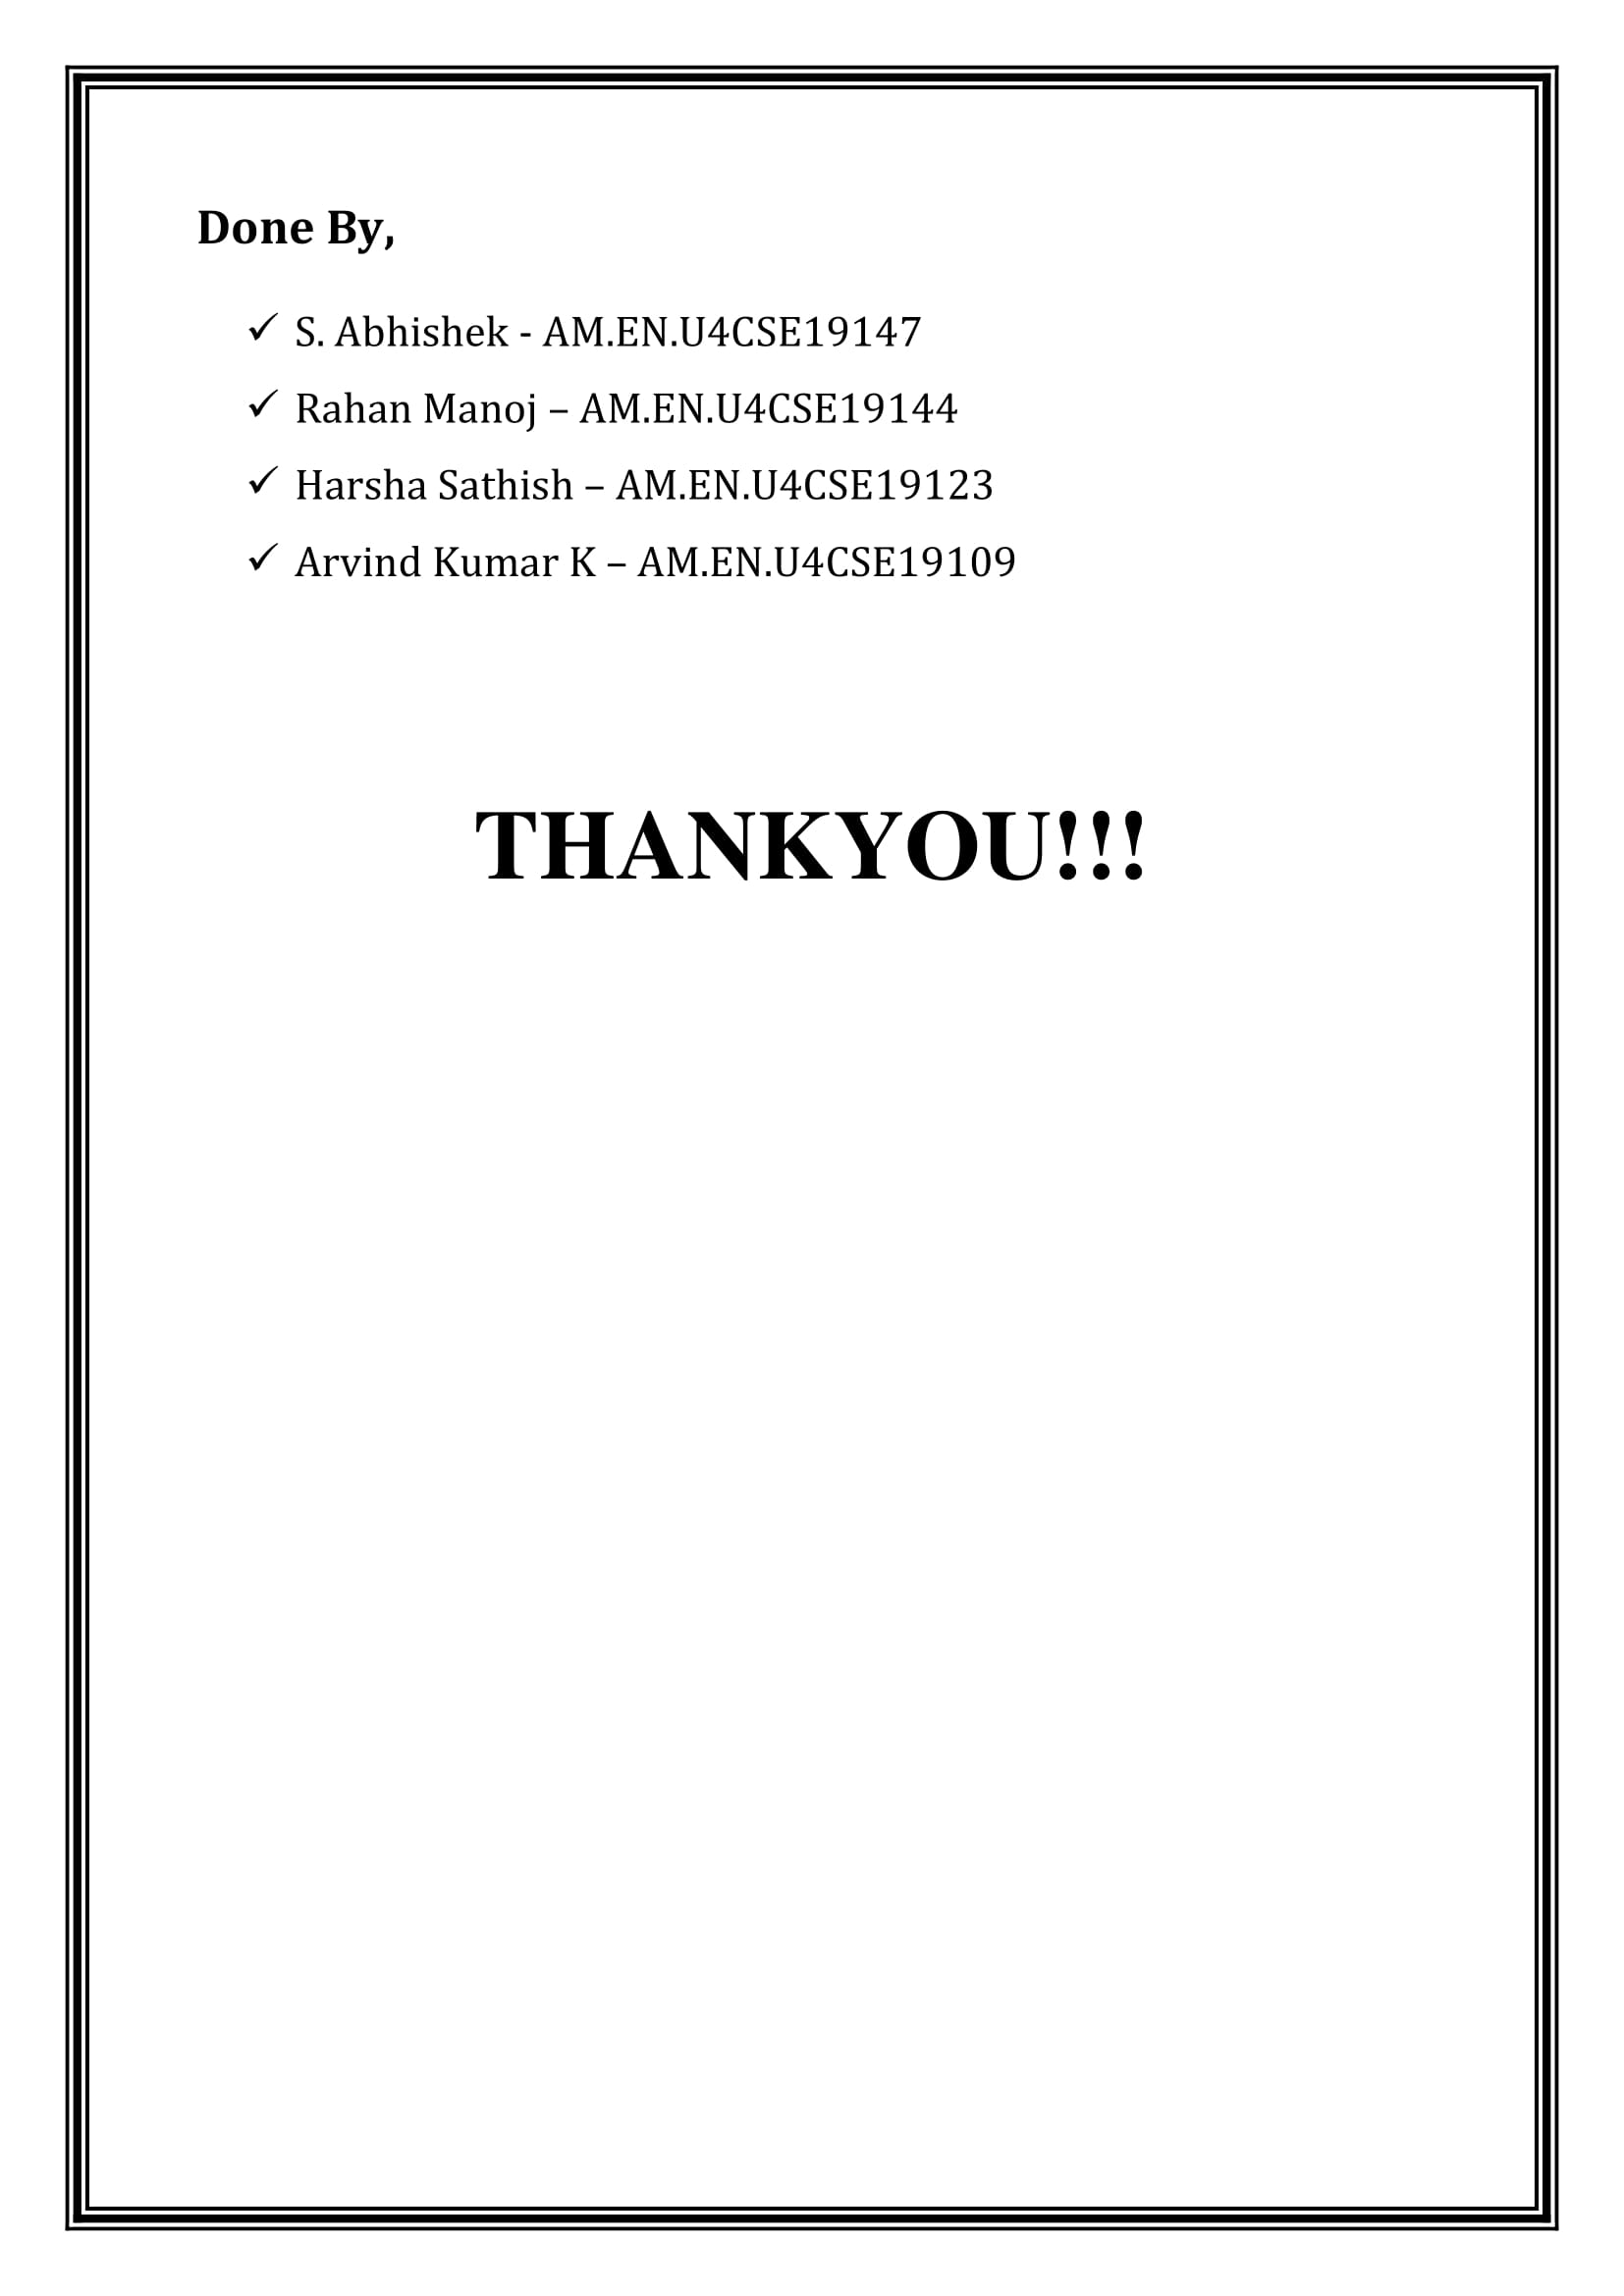 Done By,
✓ S. Abhishek - AM.EN.U4CSE19147
✓ Rahan Manoj – AM.EN.U4CSE19144
✓ Harsha Sathish – AM.EN.U4CSE19123
✓ Arvind Kumar K – AM.EN.U4CSE19109
THANKYOU!!!